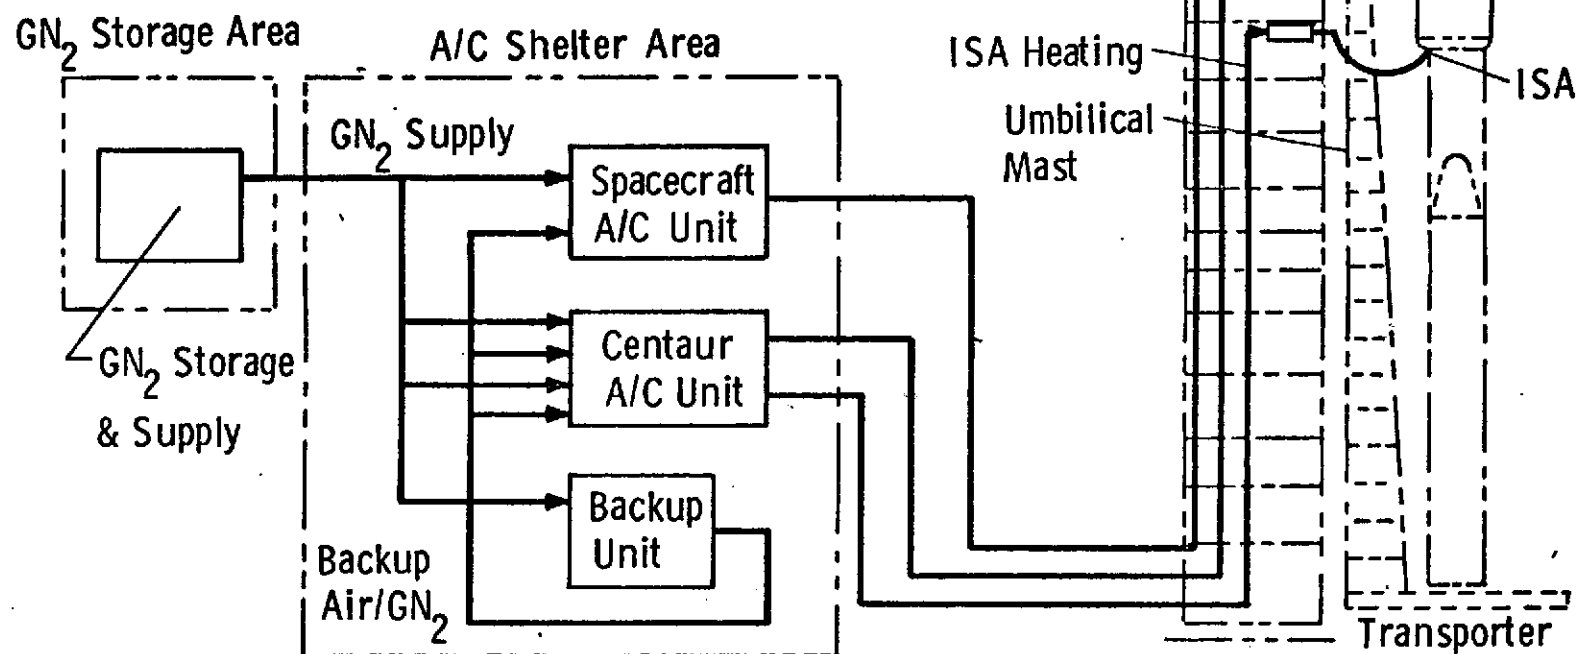 GN2 Storage Area
A/C Shelter Area
GN2 Supply
Spacecraft
A/C Unit
Centaur
A/C Unit
Backup
Unit
GN2 Storage
& Supply
Backup
Air/GN2
ISA Heating
Umbilical
Mast
ISA
Transporter